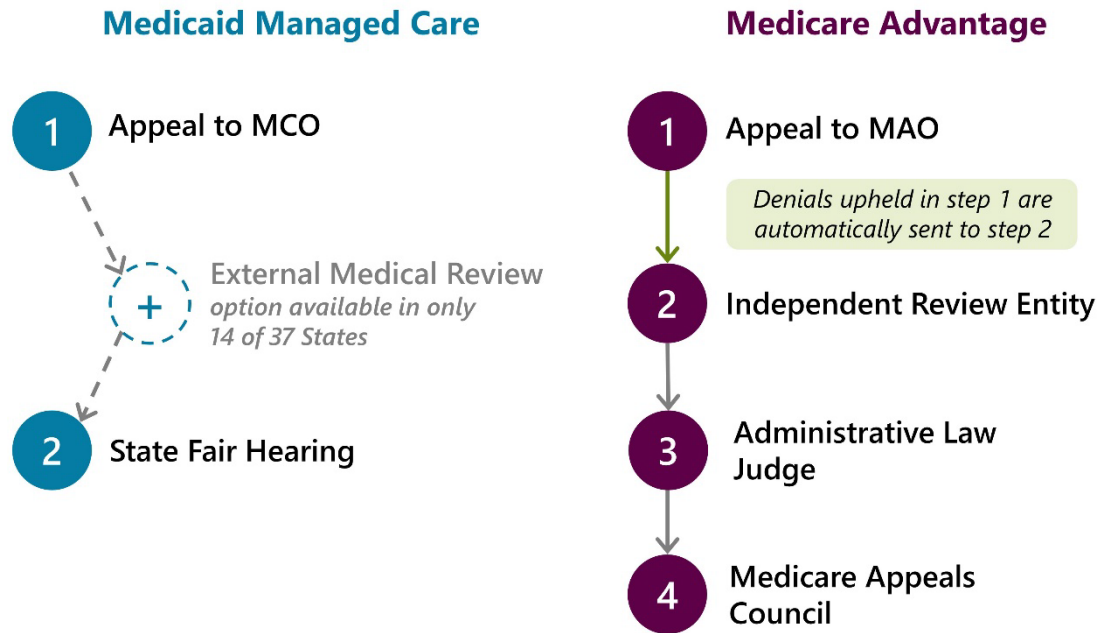 Medicaid Managed Care
1
Appeal to MCO
+
External Medical Review
option available in only
14 of 37 States
2
State Fair Hearing
Medicare Advantage
1
Appeal to MAO
Denials upheld in step 1 are
automatically sent to step 2
2
Independent Review Entity
3
Administrative Law
Judge
4
Medicare Appeals
Council